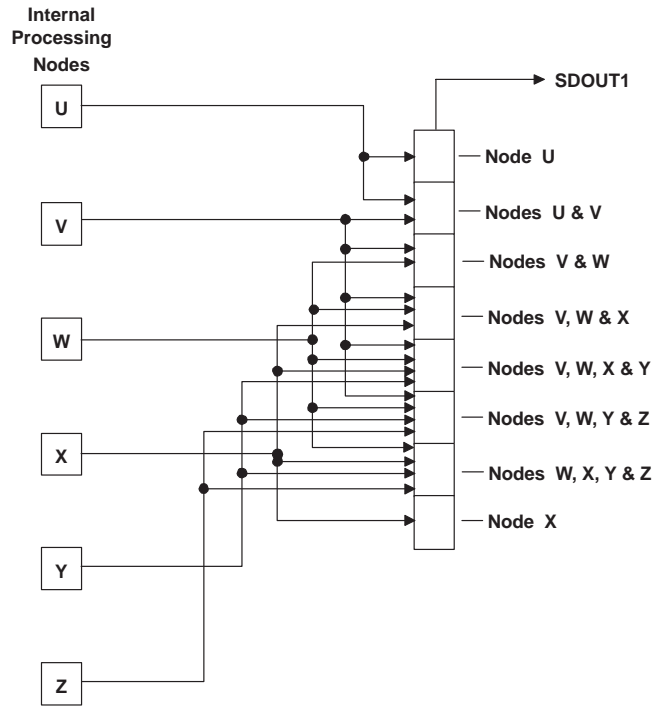 Internal
Processing
Nodes
SDOUT1
U
Node U
V
Nodes U & V
Nodes V & W
W
Nodes V, W & X
Nodes V, W, X & Y
Nodes V, W, Y & Z
X
Nodes W, X, Y & Z
Node X
Y
Z